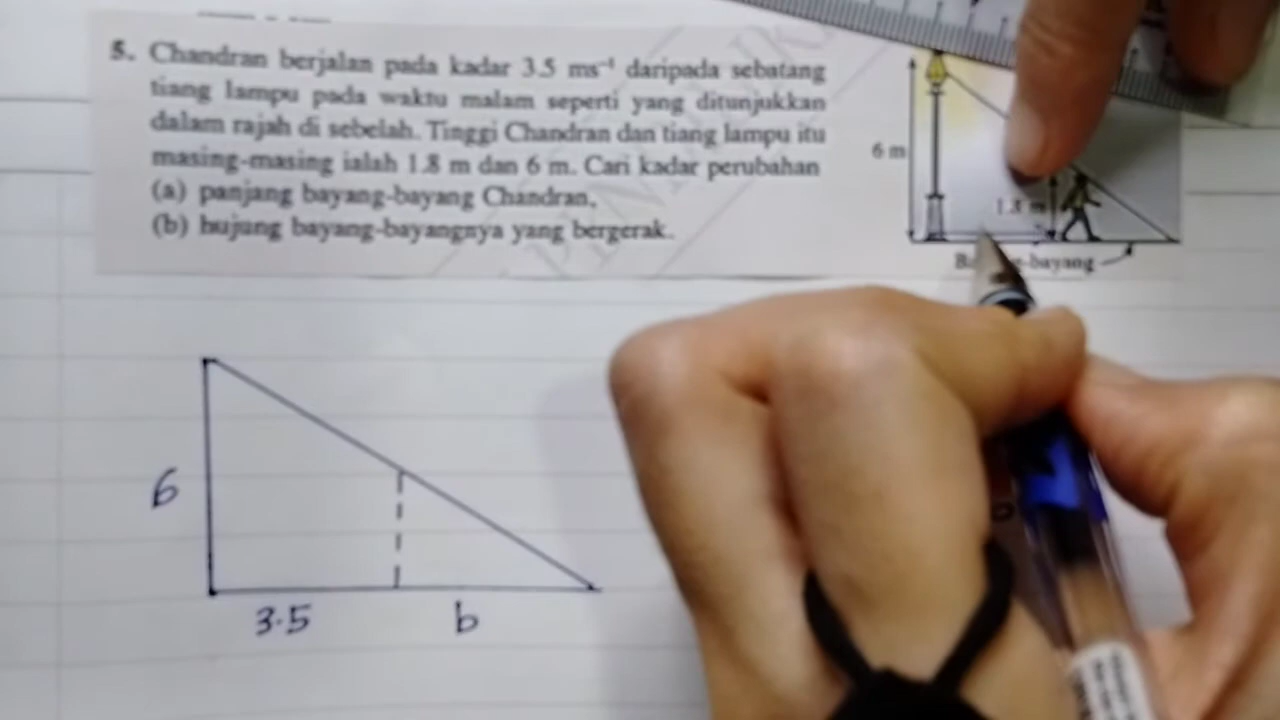 5. Chandran berjalan pada kadar 3.5 ms⁻¹ daripada sebatang
tiang lampu pada waktu malam seperti yang ditunjukkan
dalam rajah di sebelah. Tinggi Chandran dan tiang lampu itu
masing-masing ialah 1.8 m dan 6 m. Cari kadar perubahan
(a) panjang bayang-bayang Chandran,
(b) hujung bayang-bayangnya yang bergerak.
6 m
1.8 m
6
3.5
b